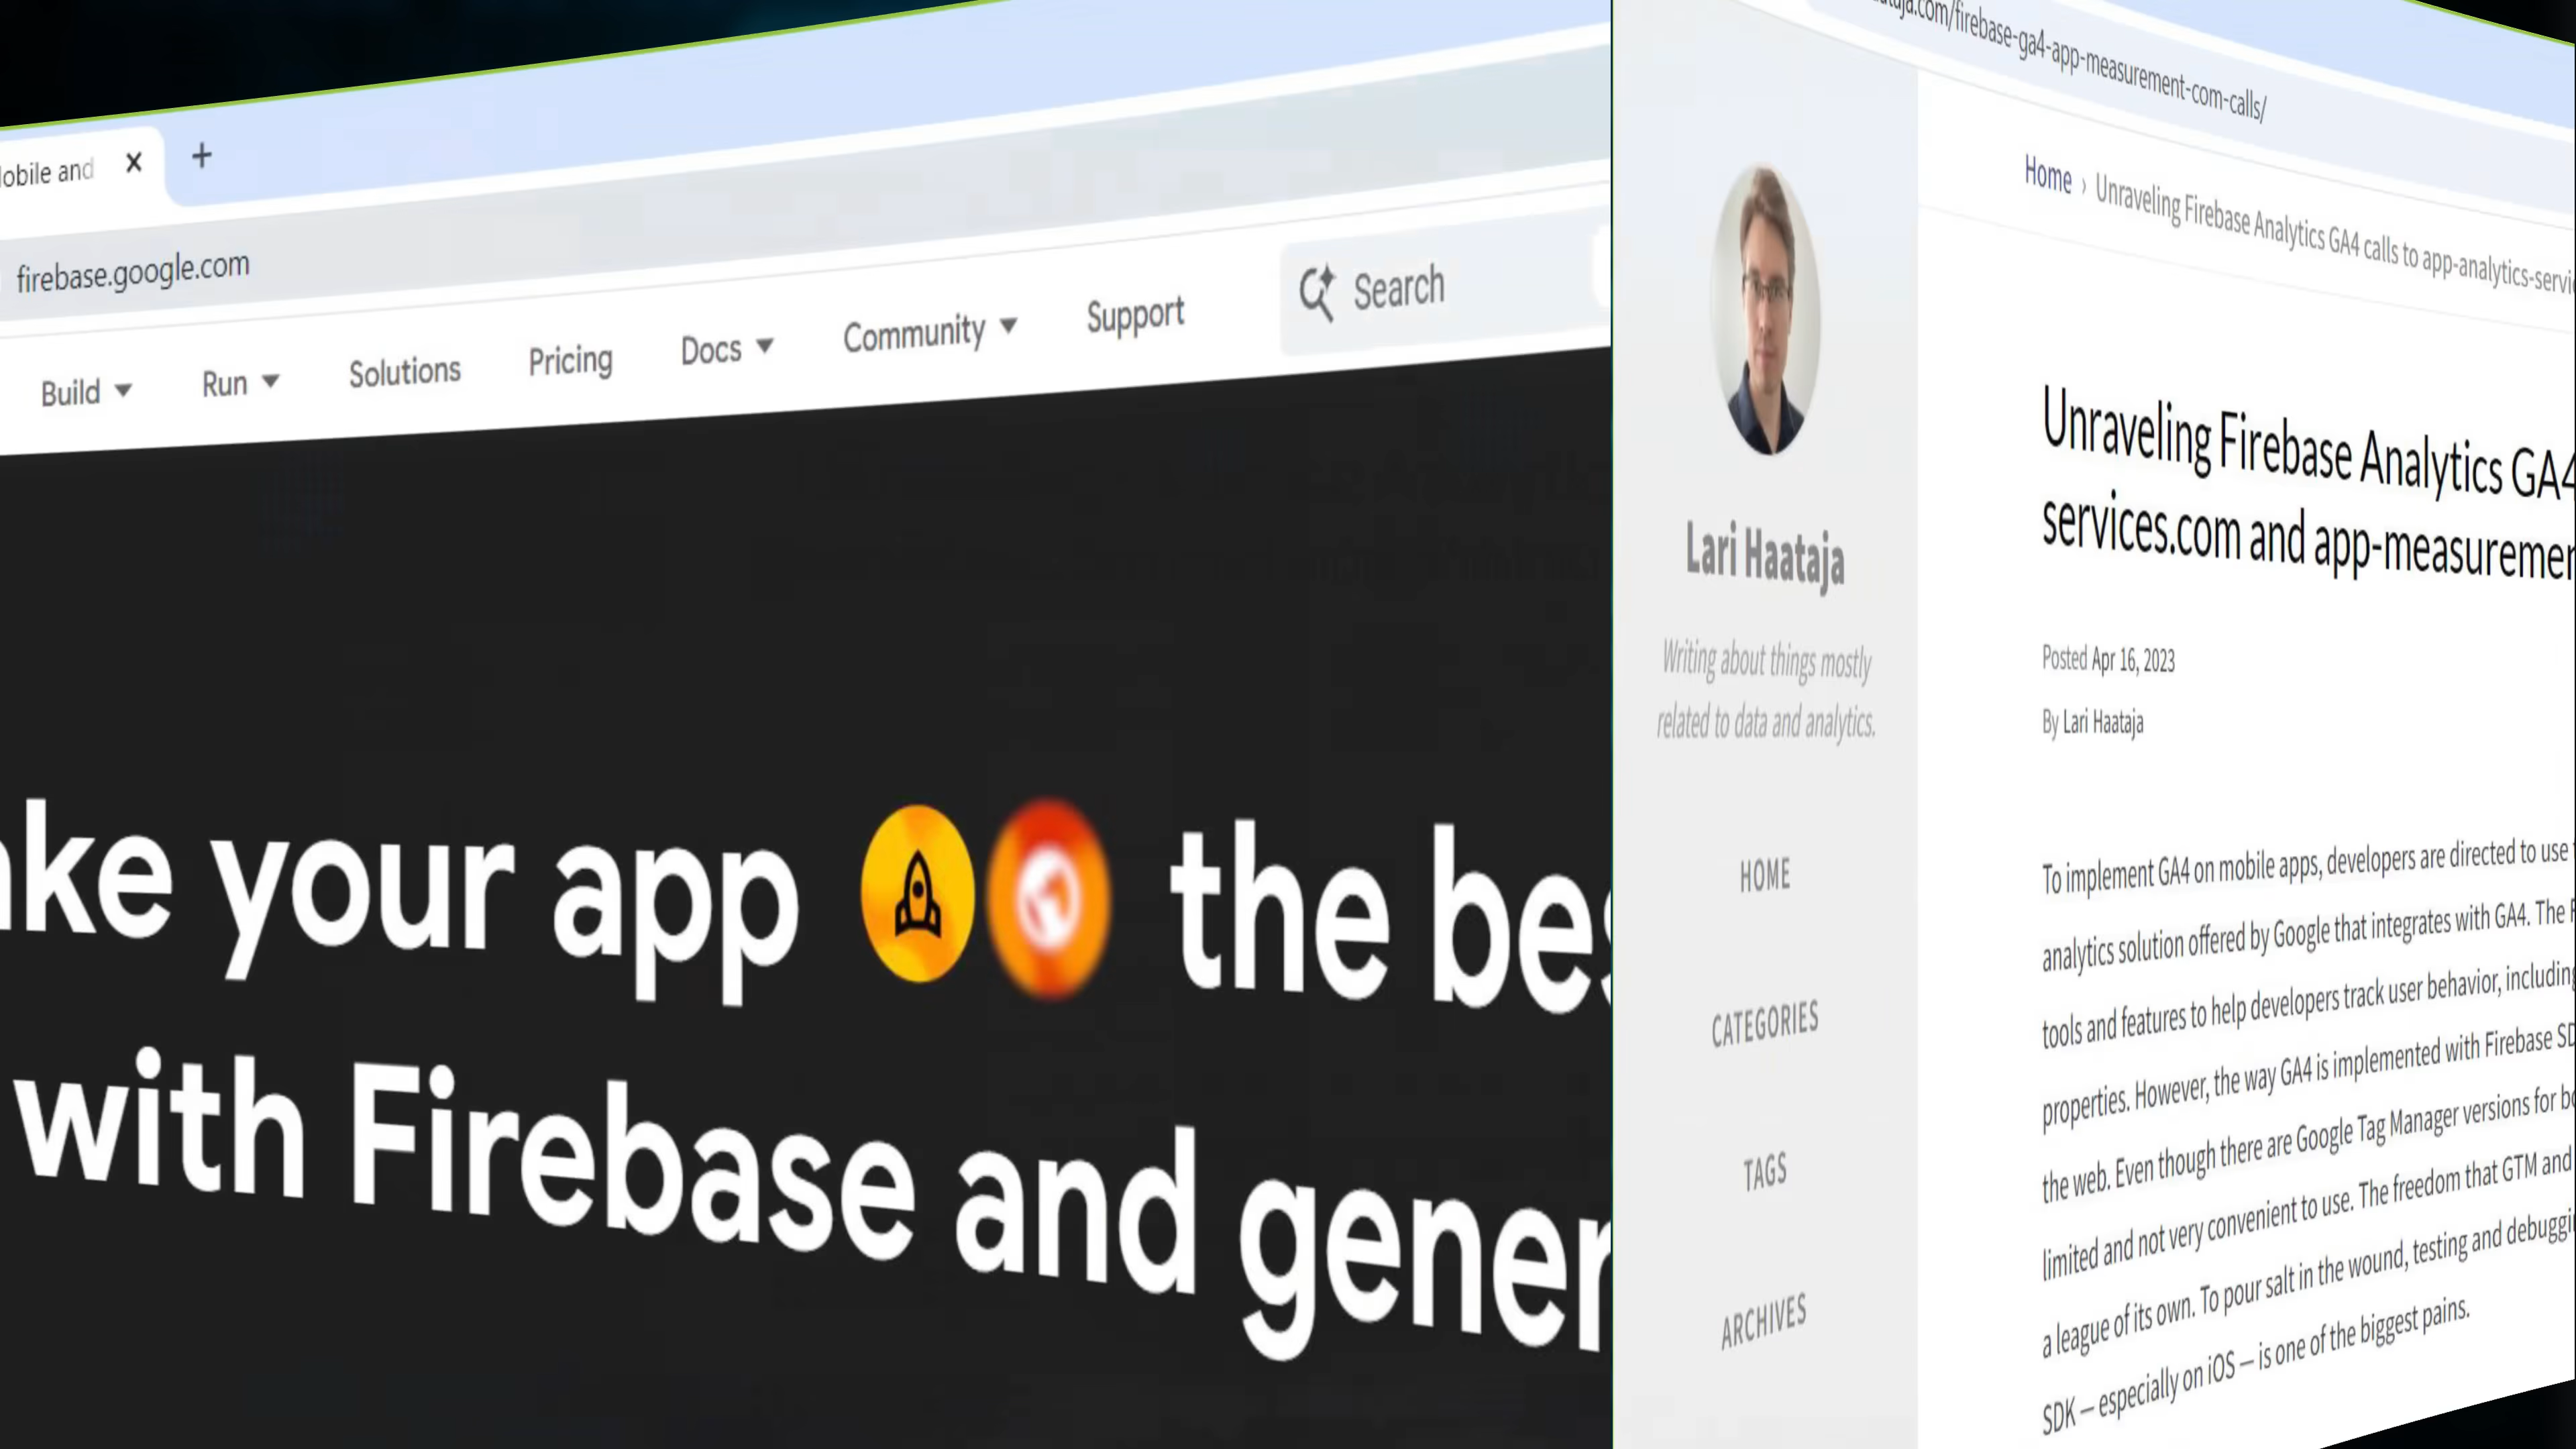 obile and
firebase.google.com
Build
Run
Solutions
Pricing
Docs
Community
Support
Search
ke your app the bes
with Firebase and gener
.com/firebase-ga4-app-measurement-com-calls/
Home › Unraveling Firebase Analytics GA4 calls to app-analytics-servi
Lari Haataja
Writing about things mostly
related to data and analytics.
HOME
CATEGORIES
TAGS
ARCHIVES
Unraveling Firebase Analytics GA4
services.com and app-measuremen
Posted Apr 16, 2023
By Lari Haataja
To implement GA4 on mobile apps, developers are directed to use
analytics solution offered by Google that integrates with GA4. The F
tools and features to help developers track user behavior, including
properties. However, the way GA4 is implemented with Firebase SD
the web. Even though there are Google Tag Manager versions for bo
limited and not very convenient to use. The freedom that GTM and
a league of its own. To pour salt in the wound, testing and debuggi
SDK – especially on iOS – is one of the biggest pains.